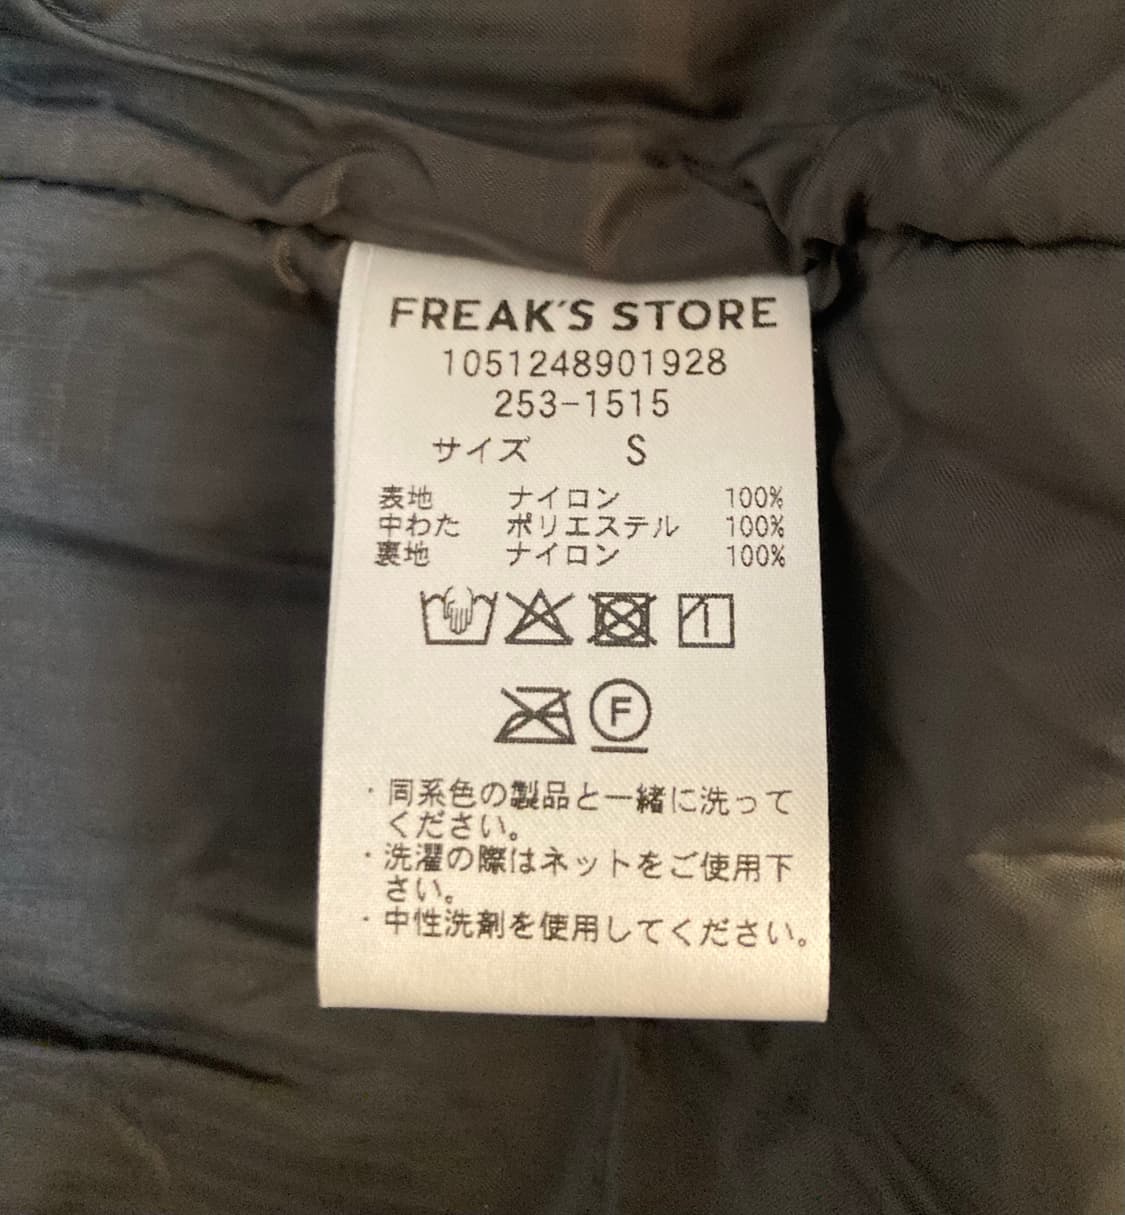 FREAK'S STORE
1051248901928
253-1515
サイズ S
表地 ナイロン 100%
中わた ポリエステル 100%
裏地 ナイロン 100%
F
・同系色の製品と一緒に洗って
ください。
・洗濯の際はネットをご使用下
さい。
・中性洗剤を使用してください。